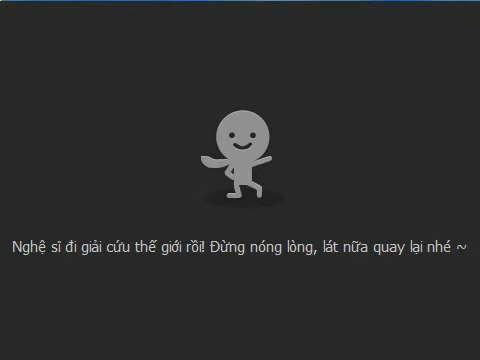 Nghệ sĩ đi giải cứu thế giới rồi! Đừng nóng lòng, lát nữa quay lại nhé ~